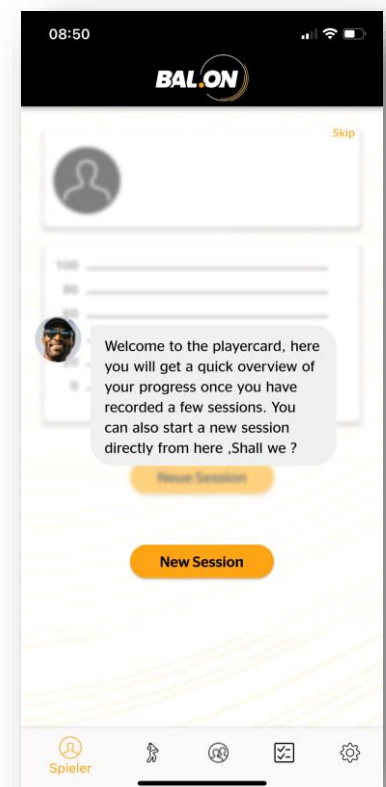 08:50
BAL.ON
Skip
100
80
60
0
Welcome to the playercard, here
you will get a quick overview of
your progress once you have
recorded a few sessions. You
can also start a new session
directly from here ,Shall we ?
Neue Session
New Session
Spieler